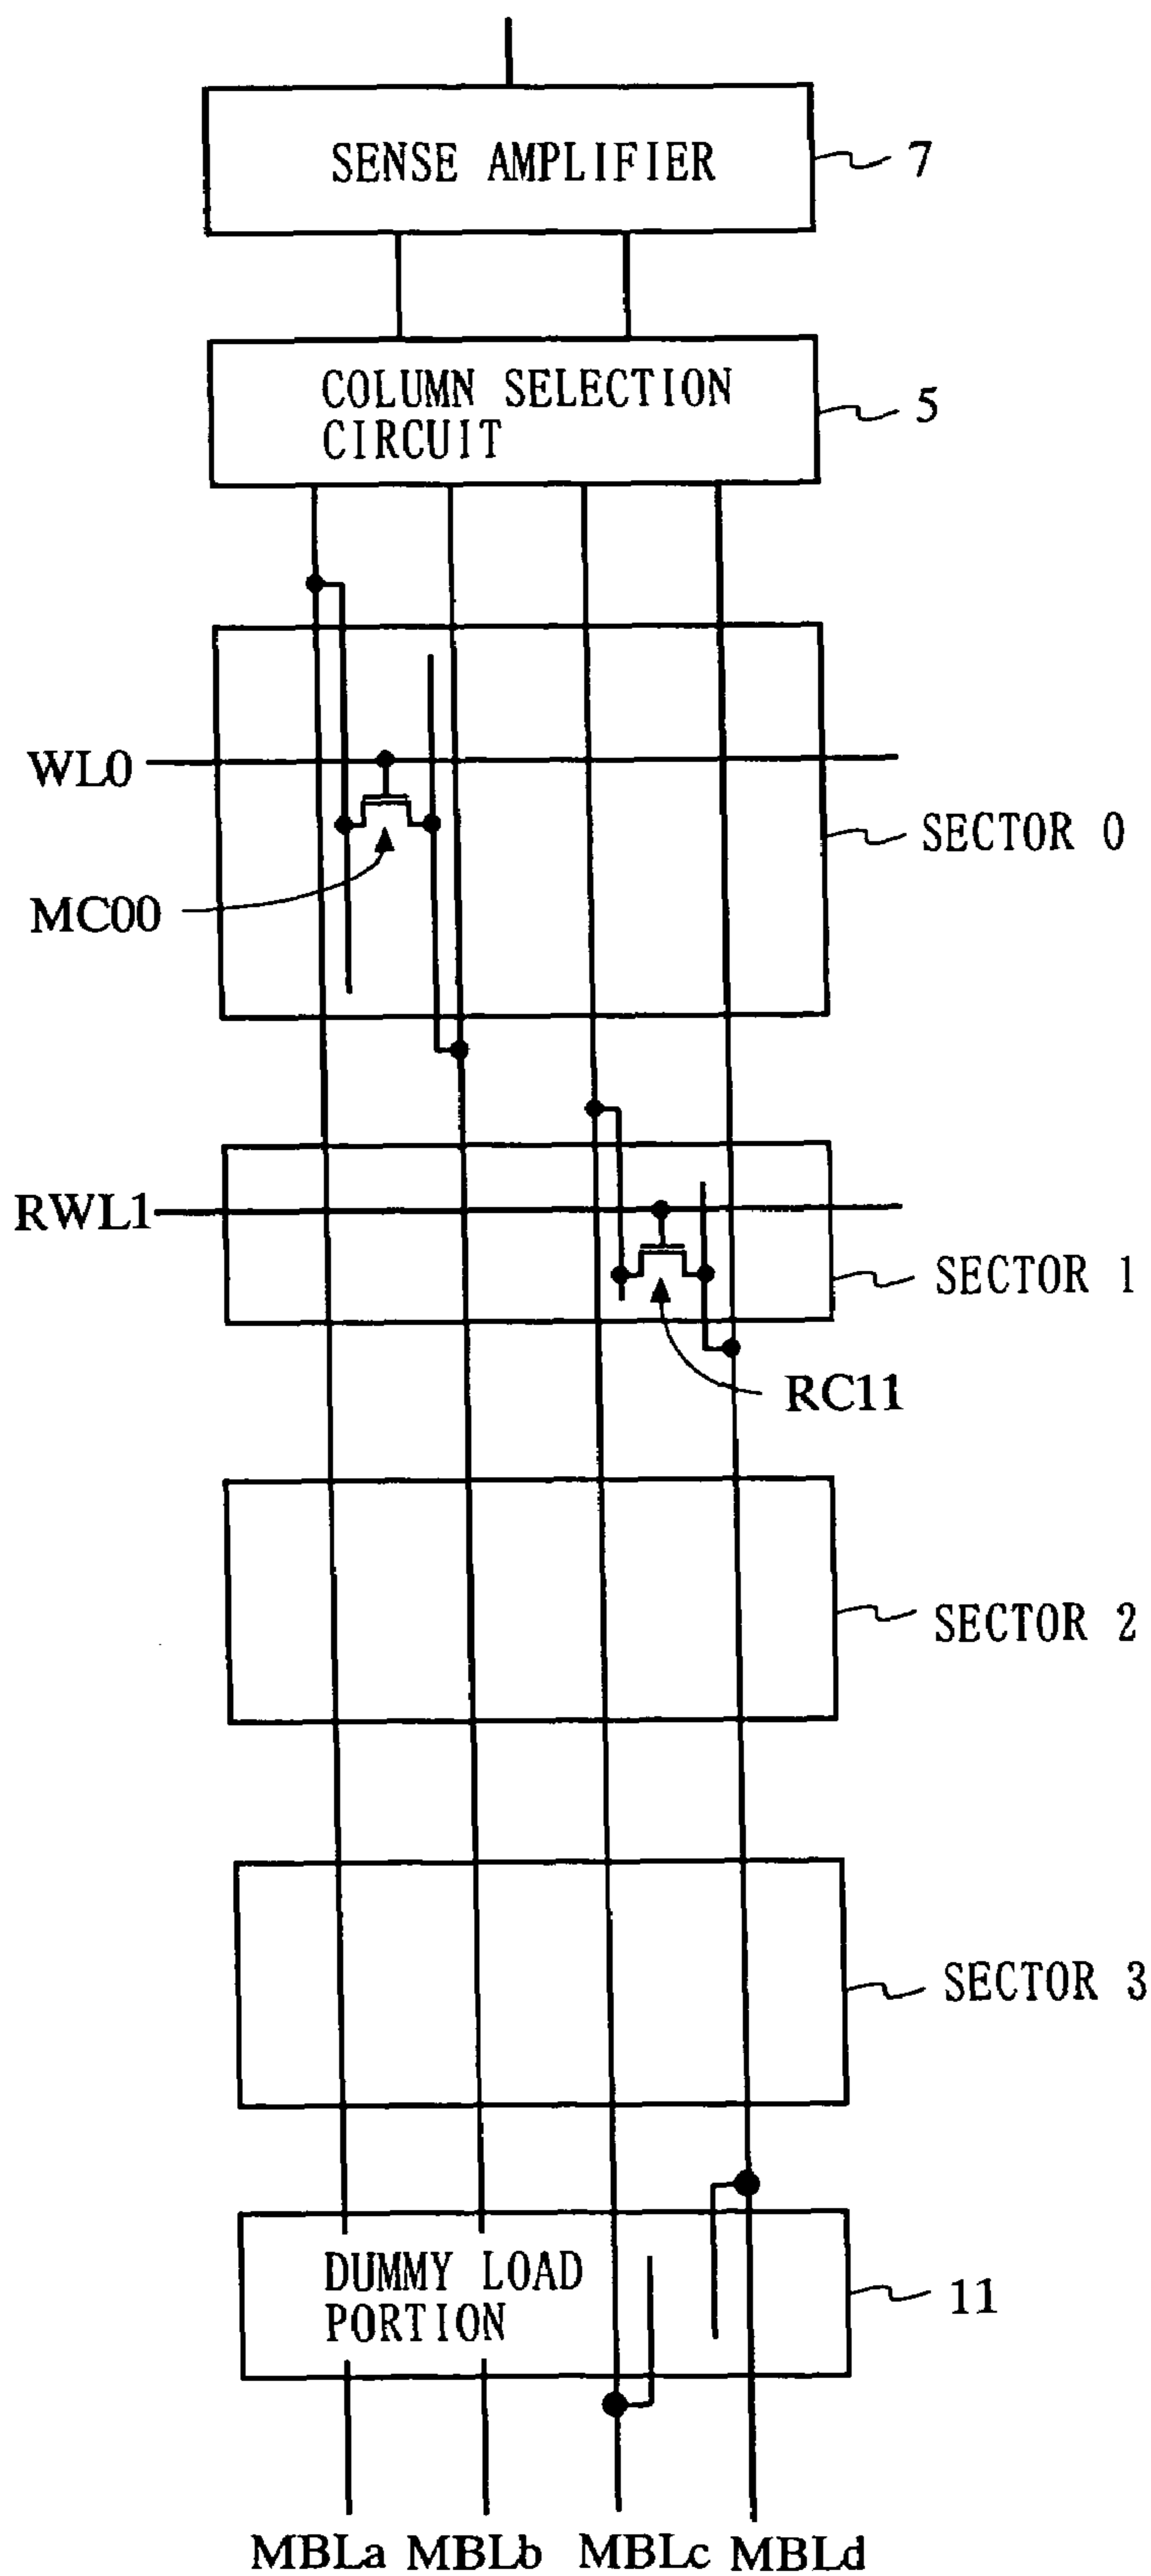 SENSE AMPLIFIER
7
COLUMN SELECTION
CIRCUIT
5
WL0
SECTOR 0
MC00
RWL1
SECTOR 1
RC11
SECTOR 2
SECTOR 3
DUMMY LOAD
PORTION
11
MBLa MBLb MBLc MBLd